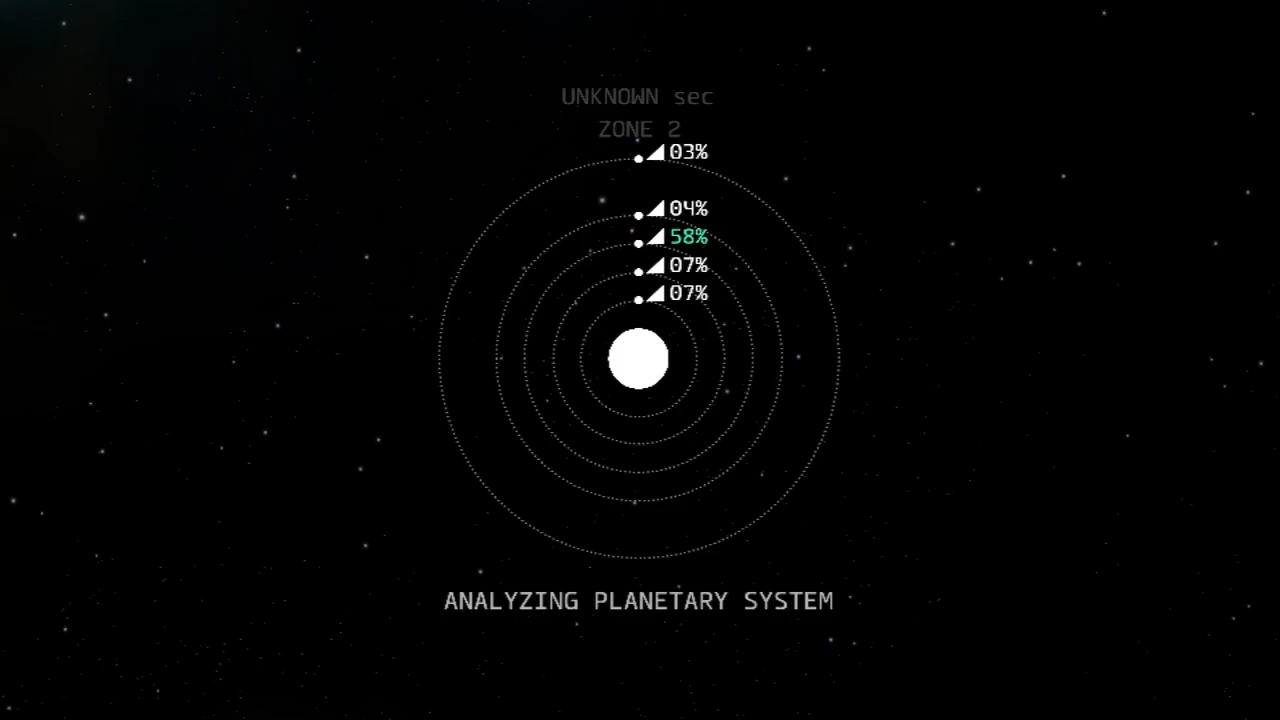 UNKNOWN sec
ZONE 2
03%
04%
58%
07%
07%
ANALYZING PLANETARY SYSTEM